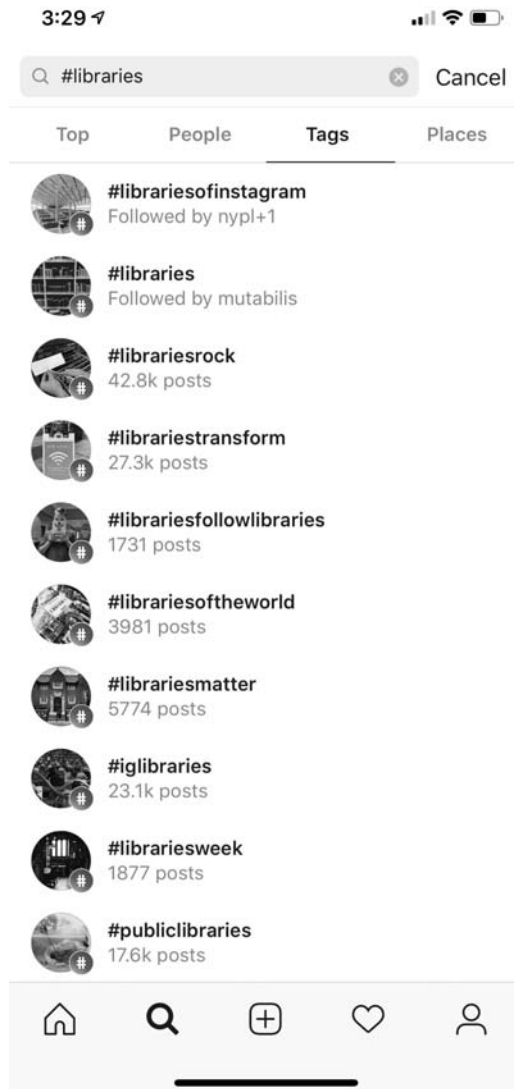 3:29
#libraries
Cancel
Top People Tags Places
#librariesofinstagram
Followed by nypl+1
#libraries
Followed by mutabilis
#librariesrock
42.8k posts
#librariestransform
27.3k posts
#librariesfollowlibraries
1731 posts
#librariesoftheworld
3981 posts
#librariesmatter
5774 posts
#iglibraries
23.1k posts
#librariesweek
1877 posts
#publiclibraries
17.6k posts